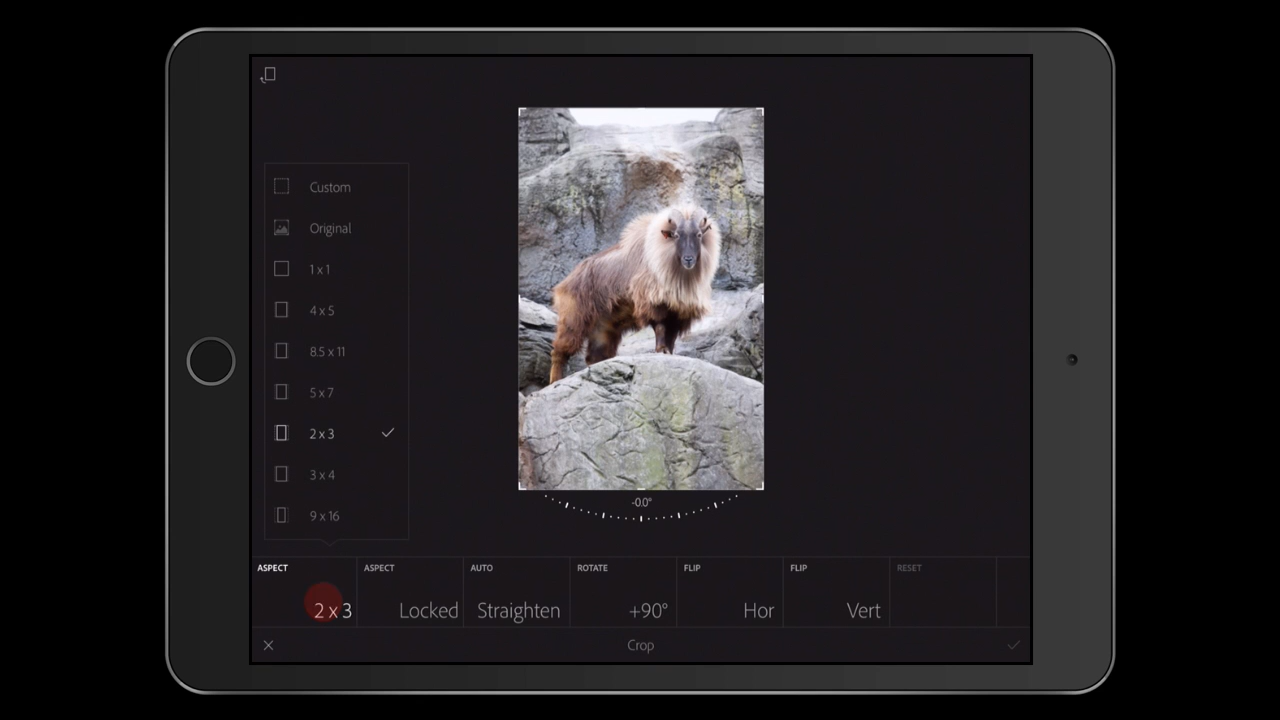 Custom
Original
1 x 1
4 x 5
8.5 x 11
5 x 7
2 x 3
3 x 4
9 x 16
-0.0°
ASPECT
2 x 3
ASPECT
Locked
AUTO
Straighten
ROTATE
+90°
FLIP
Hor
FLIP
Vert
RESET
Crop